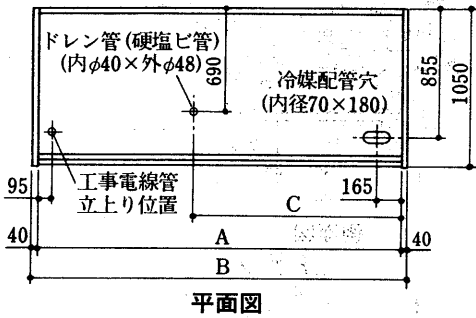 ドレン管(硬塩ビ管)
(内φ40×外φ48)
690
冷媒配管穴
(内径70×180)
855
1050
95
工事電線管
立上り位置
165
C
40
A
40
B
平面図